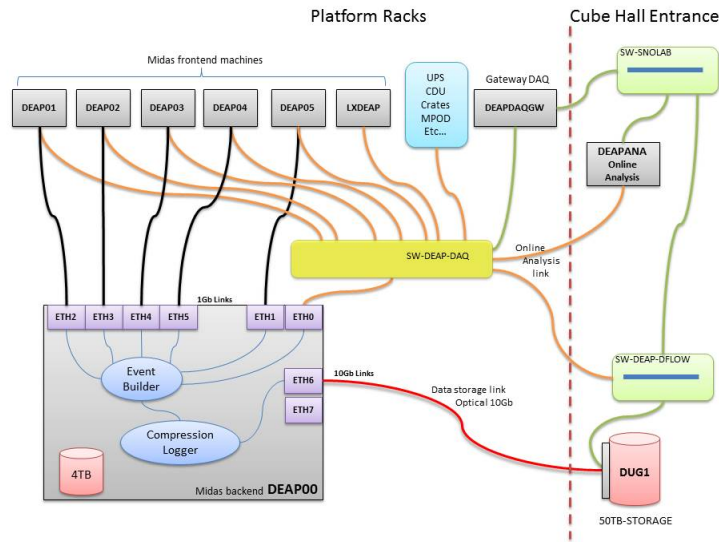 Platform Racks
Cube Hall Entrance
SW-SNOLAB
Midas frontend machines
DEAP01
DEAP02
DEAP03
DEAP04
DEAP05
LXDEAP
UPS
CDU
Crates
MPOD
Etc...
Gateway DAQ
DEAPDAQGW
DEAPANA
Online
Analysis
SW-DEAP-DAQ
Online
Analysis
link
1Gb Links
ETH2
ETH3
ETH4
ETH5
ETH1
ETH0
SW-DEAP-DFLOW
Event
Builder
ETH6
10Gb Links
ETH7
Data storage link
Optical 10Gb
Compression
Logger
4TB
DUG1
Midas backend DEAP00
50TB-STORAGE